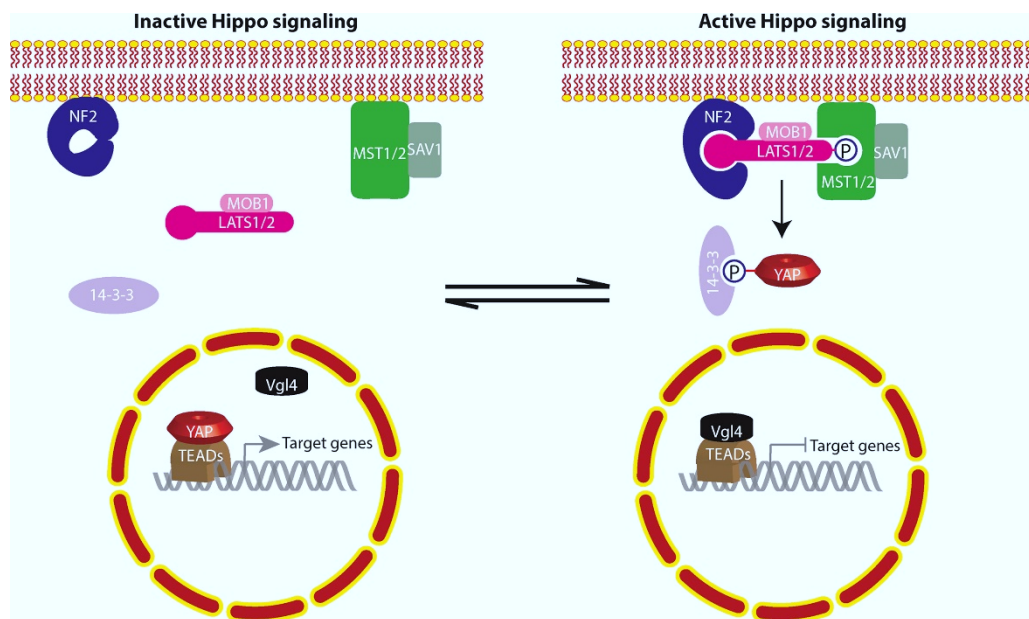 Inactive Hippo signaling
NF2
MST1/2
SAV1
MOB1
LATS1/2
14-3-3
Vgl4
YAP
TEADs
Target genes
Active Hippo signaling
NF2
MOB1
LATS1/2
P
SAV1
MST1/2
14-3-3
P
YAP
Vgl4
TEADs
Target genes